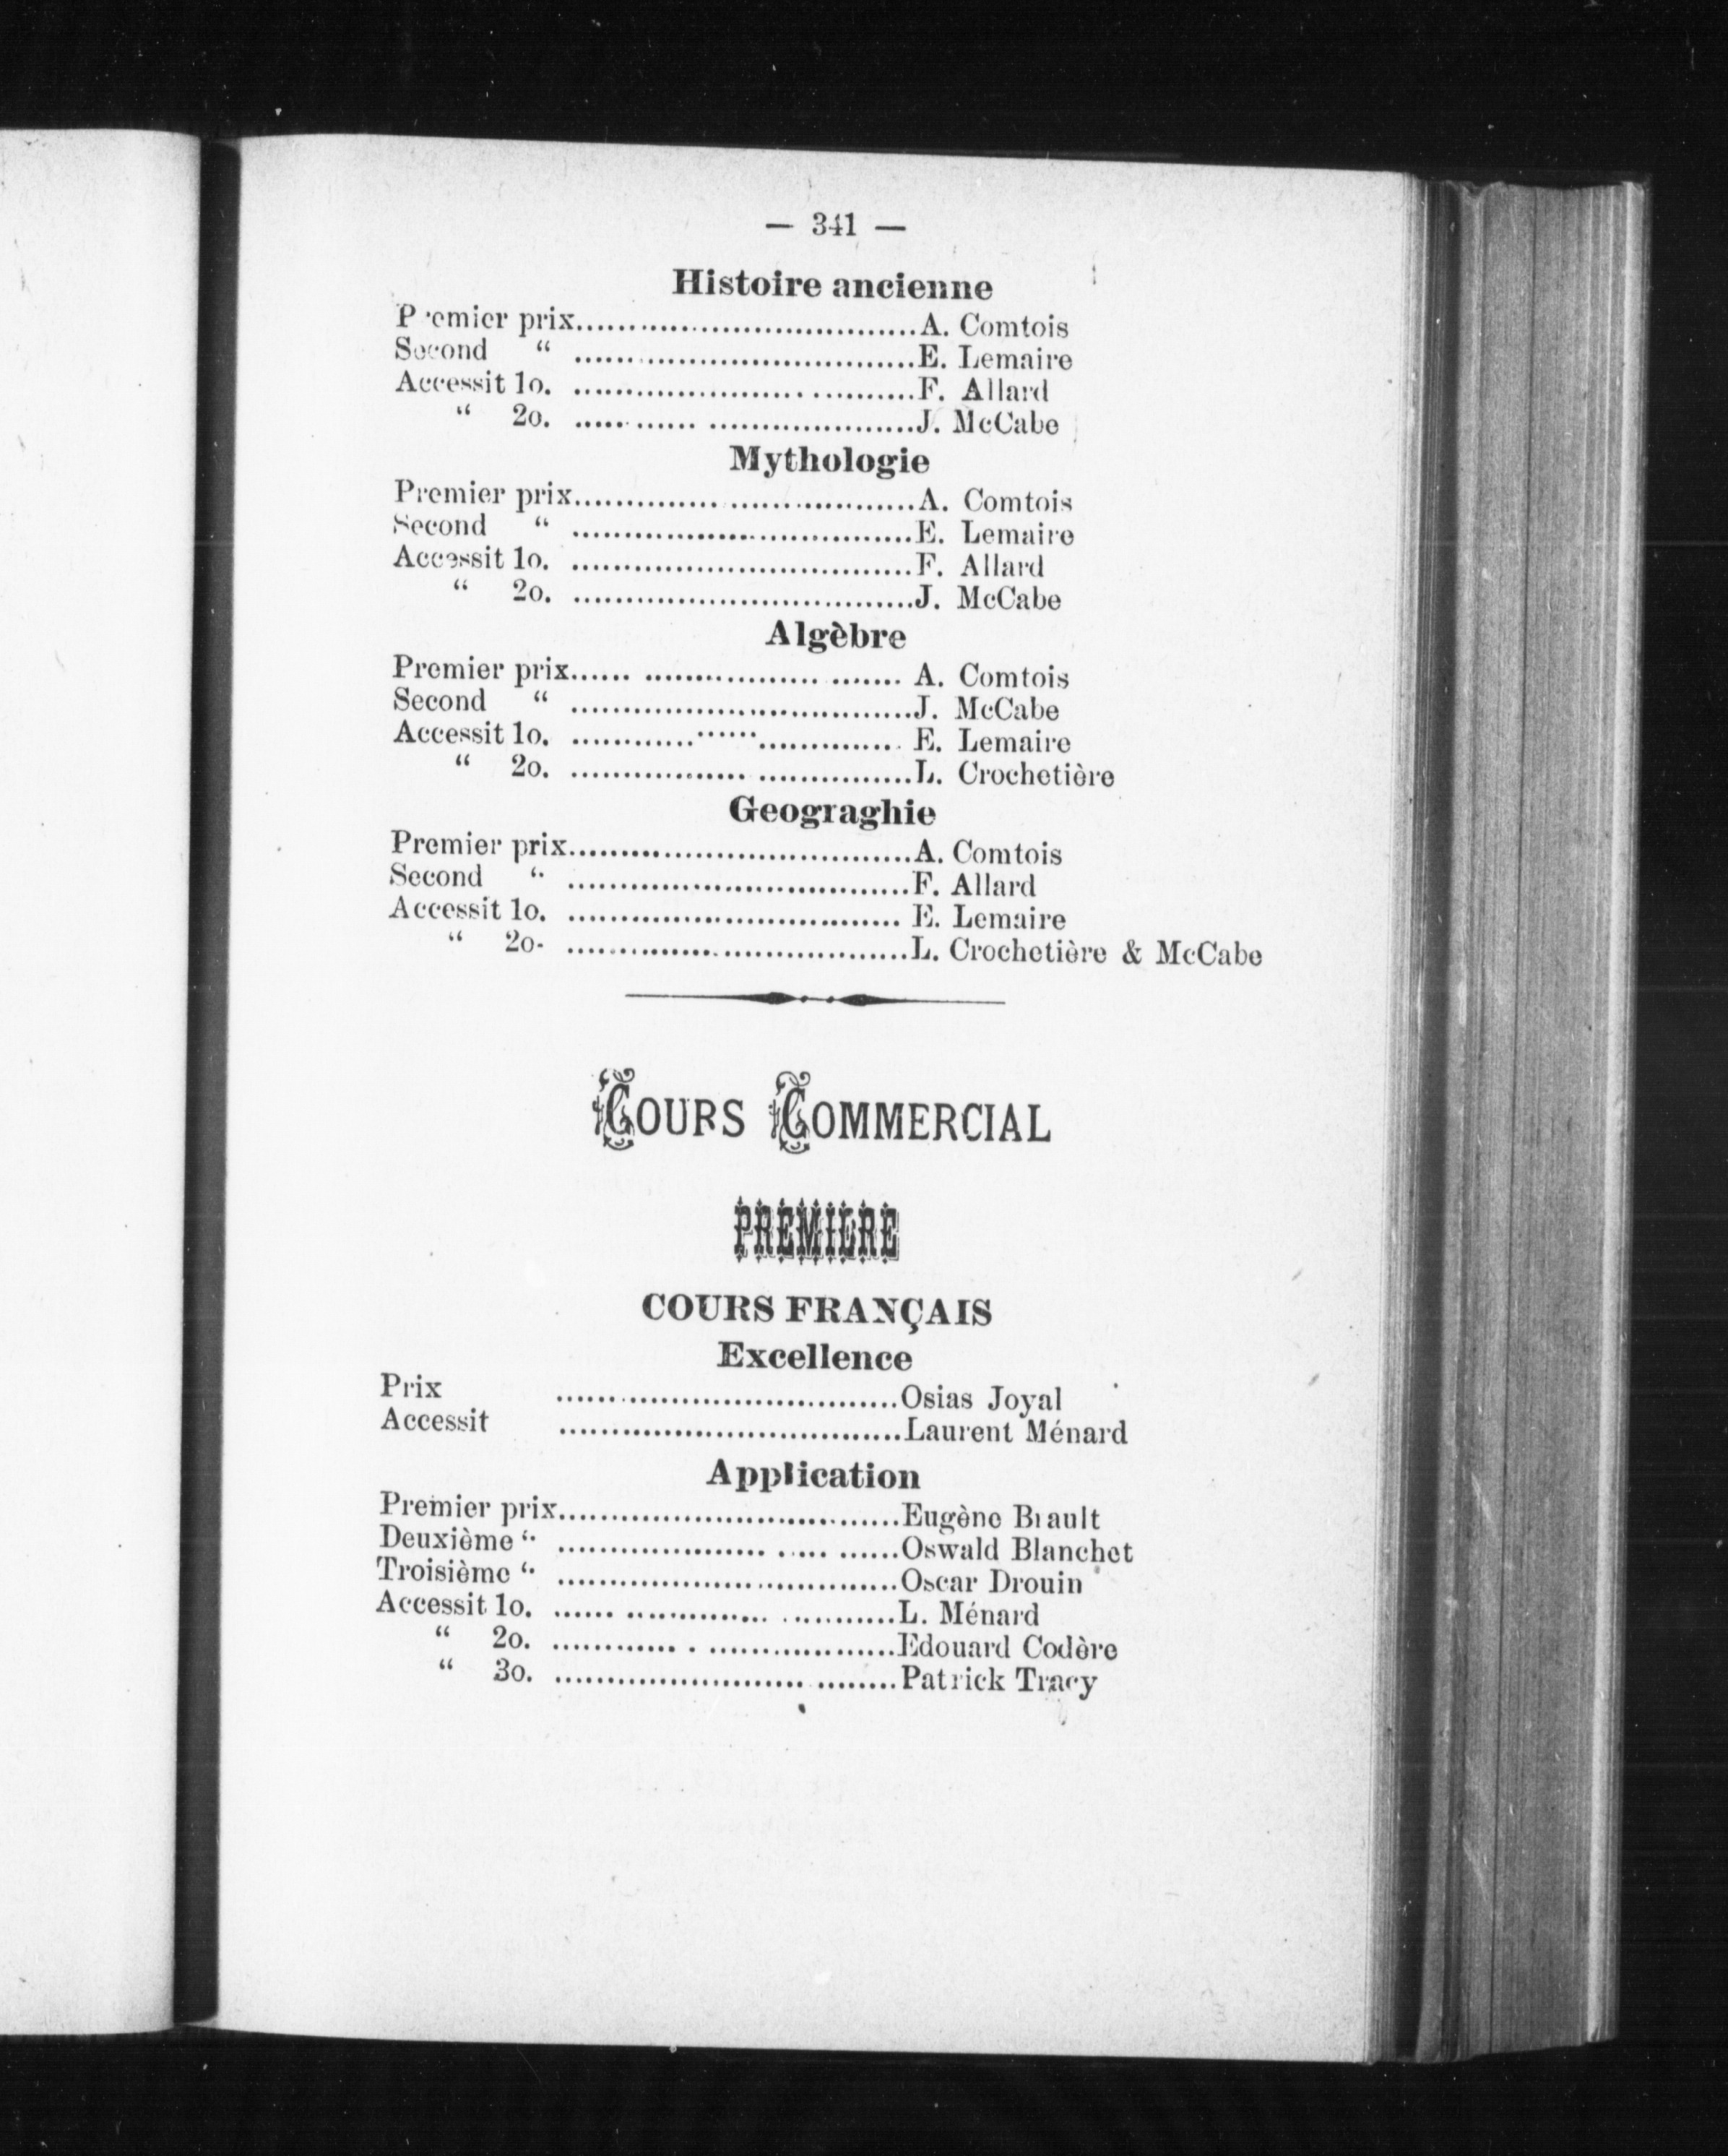 — 341 —
Histoire ancienne
Premier prix.................................A. Comtois
Second “ .................................E. Lemaire
Accessit 1o. .................................F. Allard
“ 2o. .................................J. McCabe
Mythologie
Premier prix.................................A. Comtois
Second “ .................................E. Lemaire
Accessit 1o. .................................F. Allard
“ 2o. .................................J. McCabe
Algèbre
Premier prix................................. A. Comtois
Second “ .................................J. McCabe
Accessit 1o. ................................. E. Lemaire
“ 2o. .................................L. Crochetière
Geograghie
Premier prix.................................A. Comtois
Second “ .................................F. Allard
Accessit 1o. ................................. E. Lemaire
“ 2o- .................................L. Crochetière & McCabe
COURS COMMERCIAL
PREMIERE
COURS FRANÇAIS
Excellence
Prix .................................Osias Joyal
Accessit .................................Laurent Ménard
Application
Premier prix.................................Eugène Brault
Deuxième “ .................................Oswald Blanchet
Troisième “ .................................Oscar Drouin
Accessit 1o. .................................L. Ménard
“ 2o. .................................Edouard Codère
“ 3o. .................................Patrick Tracy